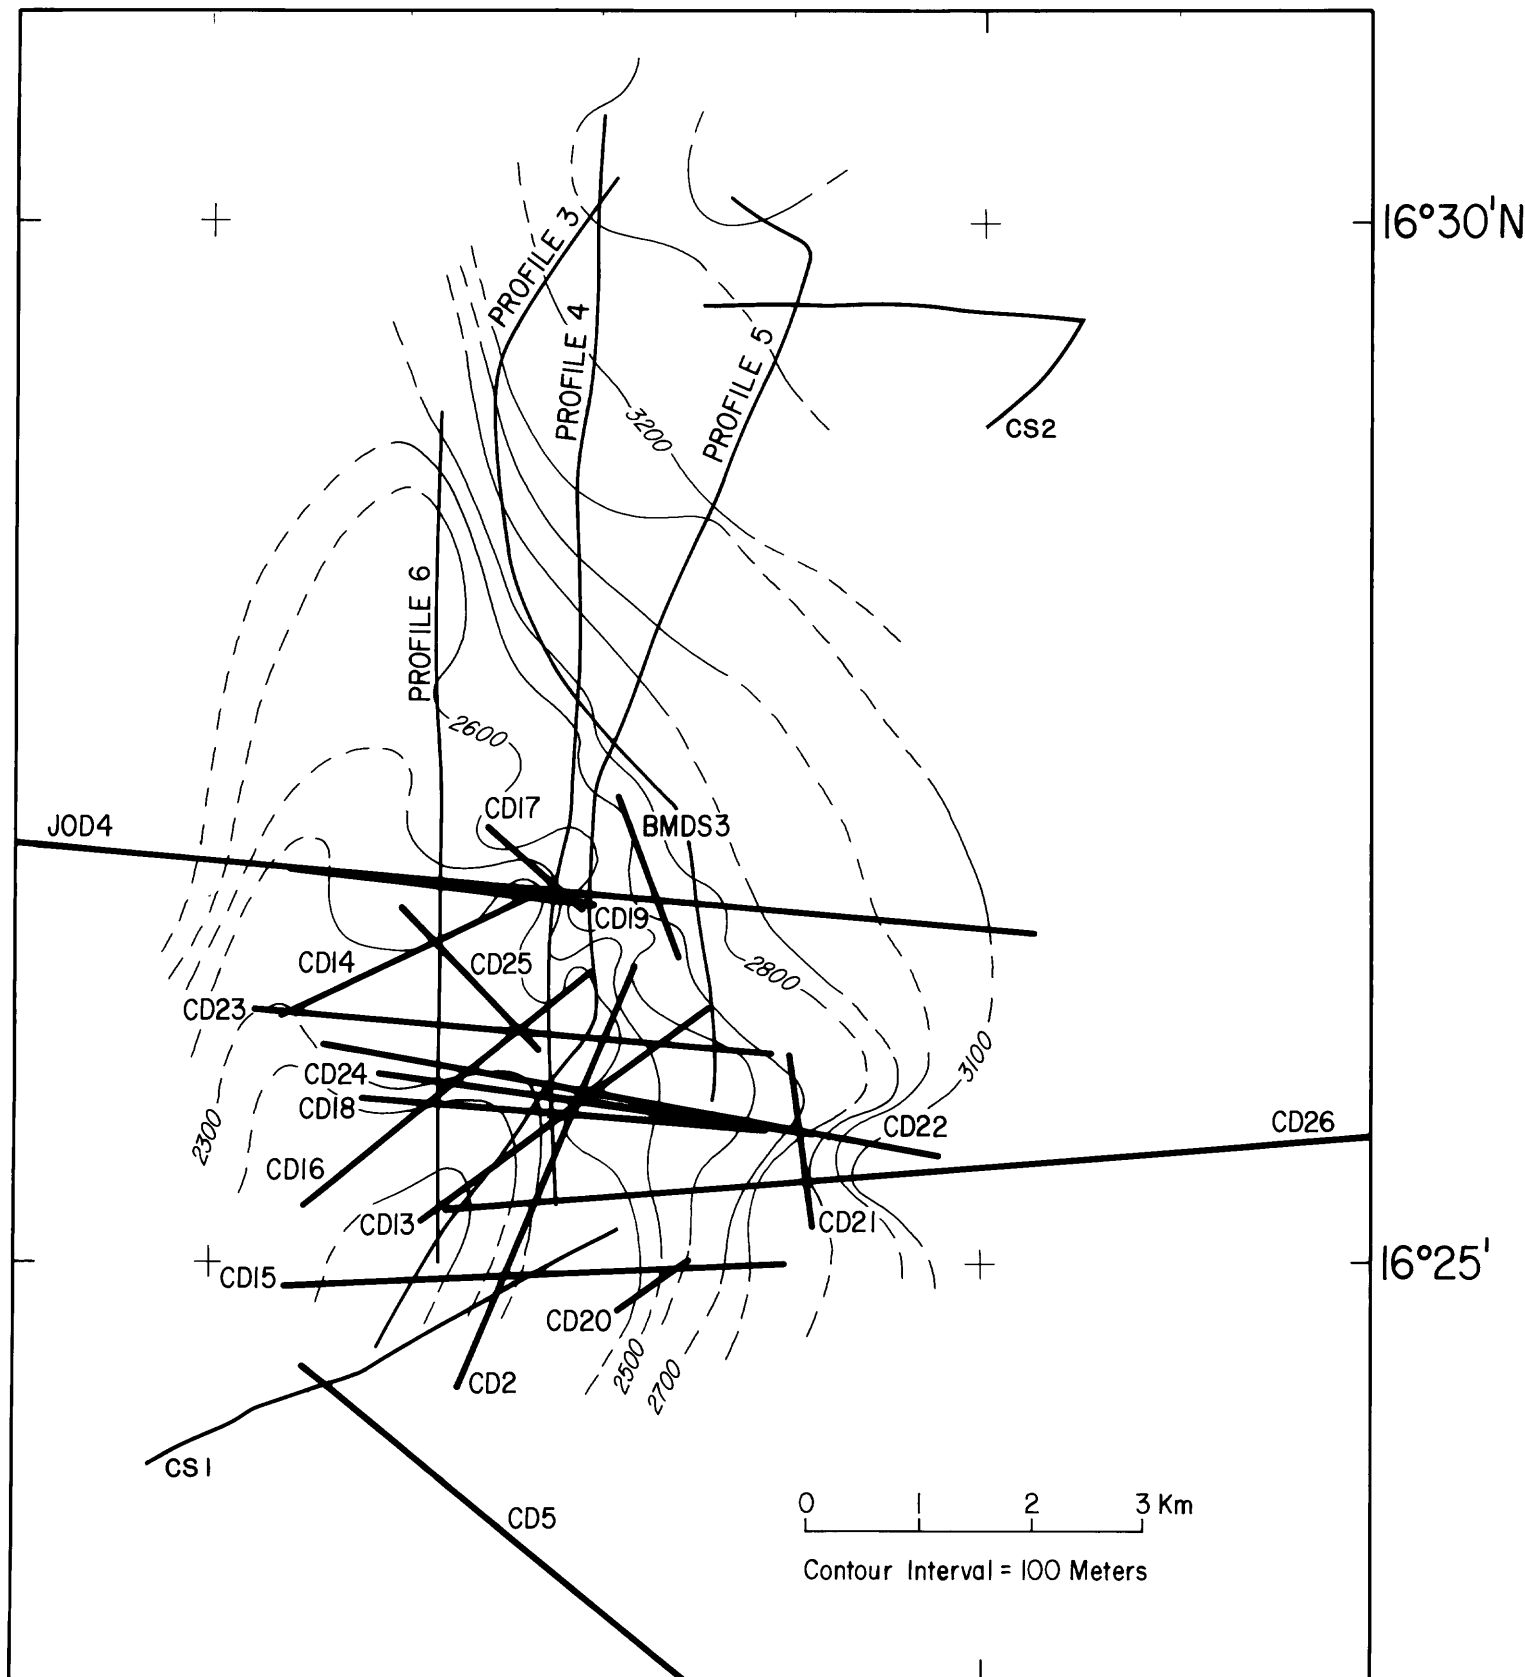 16°30'N
PROFILE 3
PROFILE 4
PROFILE 5
3200
CS2
PROFILE 6
2600
CD17
BMDS3
JOD4
CD19
CD14
CD25
2800
CD23
3100
CD24
CD18
CD22
CD26
2300
CD16
CD13
CD21
16°25'
CD15
CD20
2500
2700
CD2
CS1
CD5
0 1 2 3 Km
Contour Interval = 100 Meters